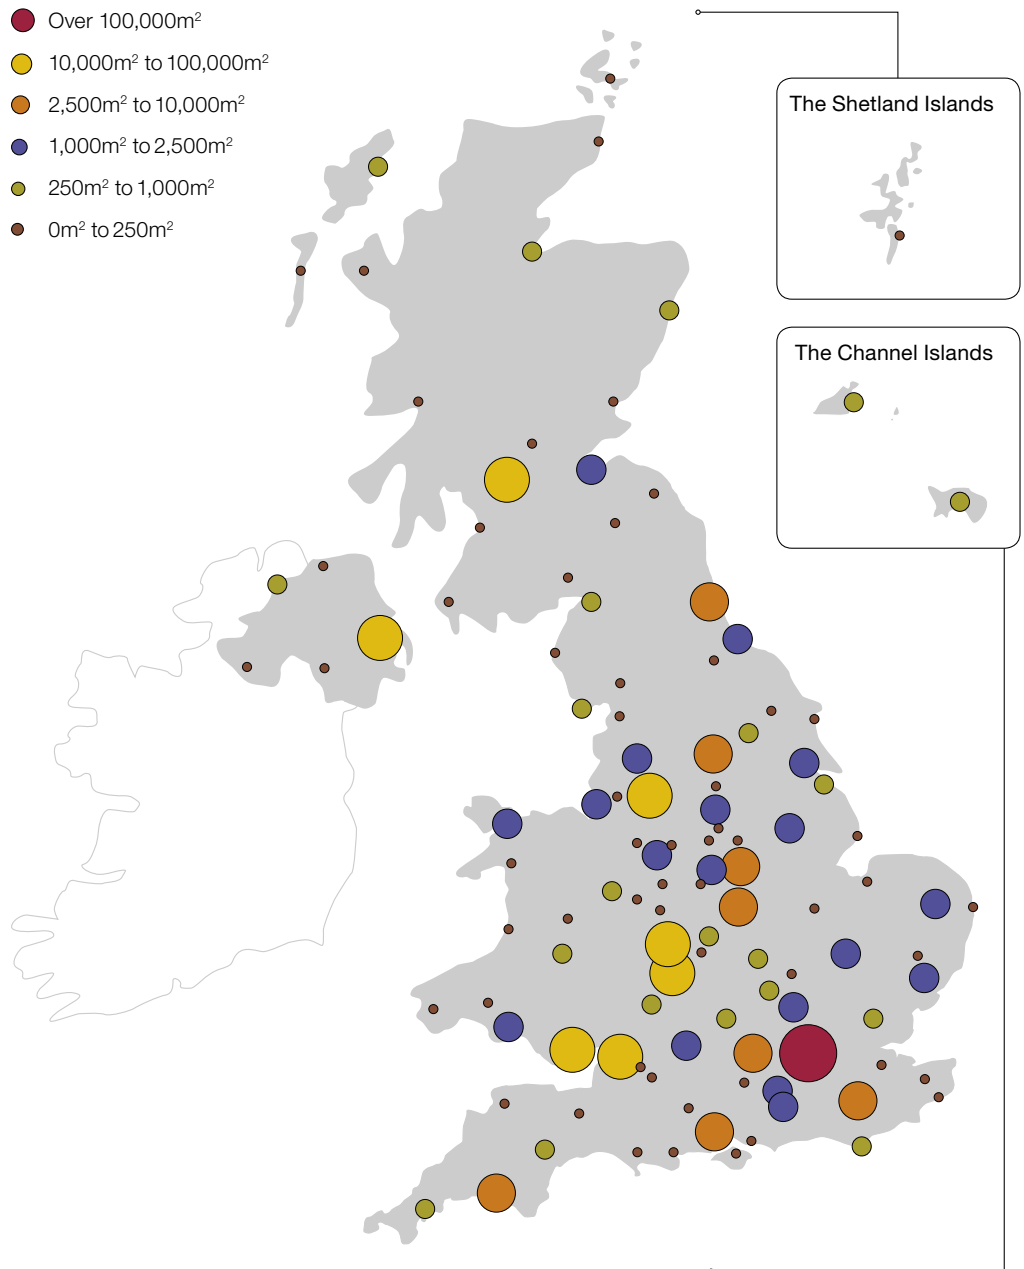 Over 100,000m²
10,000m² to 100,000m²
2,500m² to 10,000m²
1,000m² to 2,500m²
250m² to 1,000m²
0m² to 250m²
The Shetland Islands
The Channel Islands